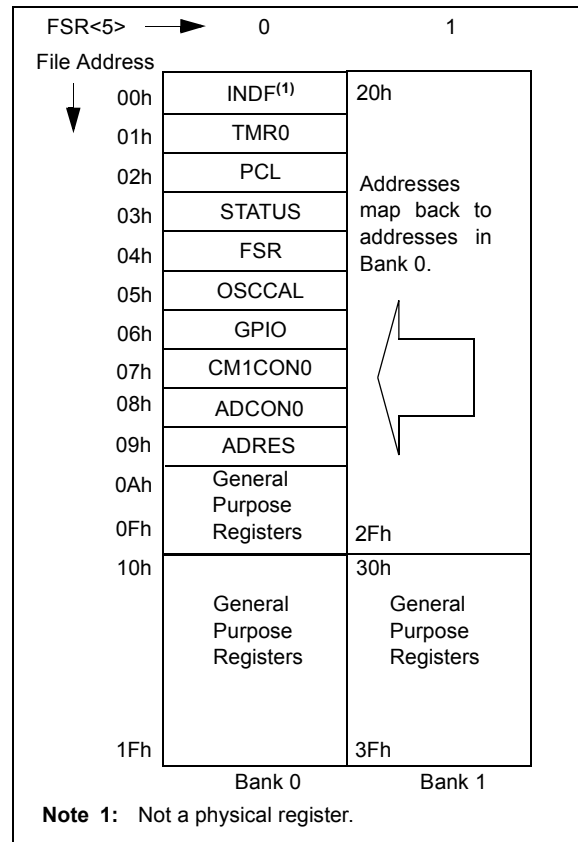 FSR<5> 0 1
File Address
00h INDF(1) 20h
01h TMR0
02h PCL
Addresses
map back to
addresses in
Bank 0.
03h STATUS
04h FSR
05h OSCCAL
06h GPIO
07h CM1CON0
08h ADCON0
09h ADRES
0Ah General
Purpose
0Fh Registers 2Fh
10h 30h
General General
Purpose Purpose
Registers Registers
1Fh 3Fh
Bank 0 Bank 1
Note 1: Not a physical register.